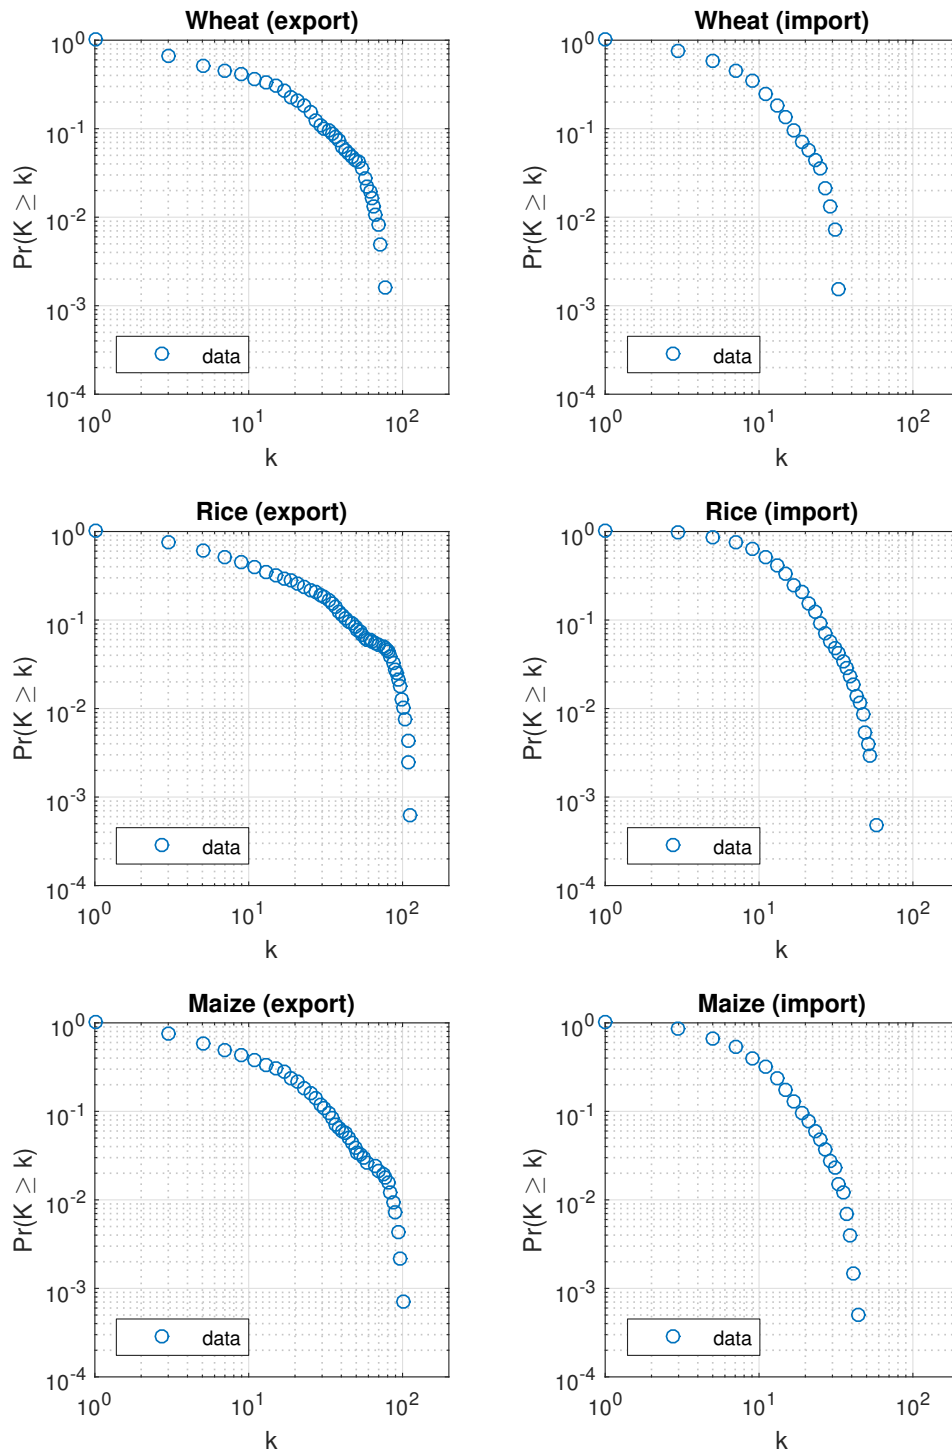 Wheat (export)
10^0
10^-1
10^-2
10^-3
10^-4
Pr(K ≥ k)
data
10^0
10^1
10^2
k
Wheat (import)
10^0
10^-1
10^-2
10^-3
10^-4
Pr(K ≥ k)
data
10^0
10^1
10^2
k
Rice (export)
10^0
10^-1
10^-2
10^-3
10^-4
Pr(K ≥ k)
data
10^0
10^1
10^2
k
Rice (import)
10^0
10^-1
10^-2
10^-3
10^-4
Pr(K ≥ k)
data
10^0
10^1
10^2
k
Maize (export)
10^0
10^-1
10^-2
10^-3
10^-4
Pr(K ≥ k)
data
10^0
10^1
10^2
k
Maize (import)
10^0
10^-1
10^-2
10^-3
10^-4
Pr(K ≥ k)
data
10^0
10^1
10^2
k